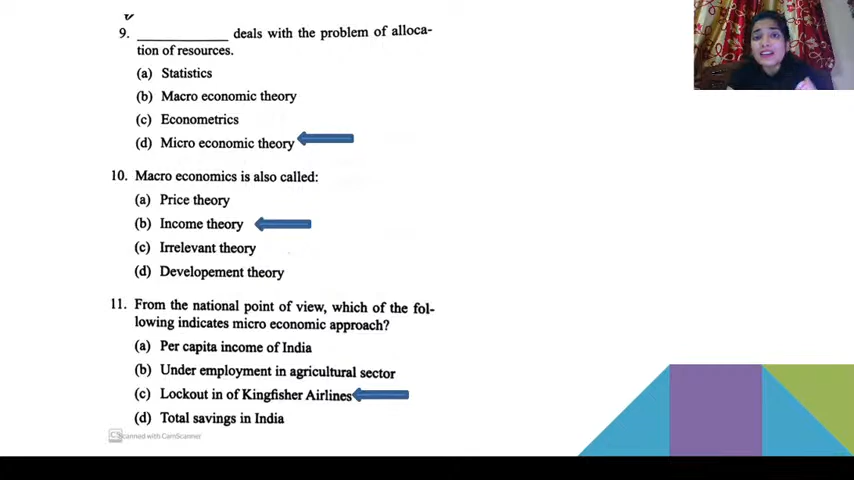 9. __________ deals with the problem of alloca-
tion of resources.
(a) Statistics
(b) Macro economic theory
(c) Econometrics
(d) Micro economic theory
10. Macro economics is also called:
(a) Price theory
(b) Income theory
(c) Irrelevant theory
(d) Developement theory
11. From the national point of view, which of the fol-
lowing indicates micro economic approach?
(a) Per capita income of India
(b) Under employment in agricultural sector
(c) Lockout in of Kingfisher Airlines
(d) Total savings in India
CS Scanned with CamScanner